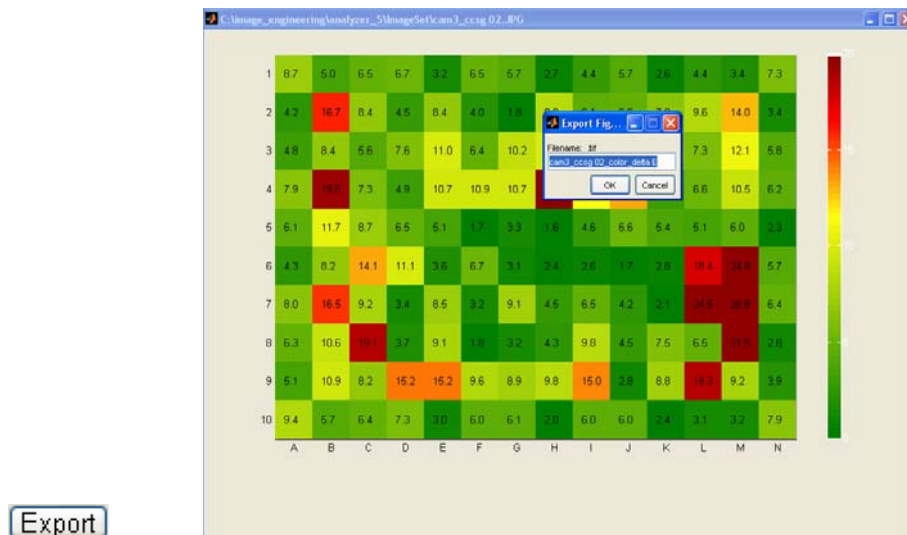 C:\image_engineering\analyzer_5\ImageSet\cam3_ccsg 02..JPG
1 8.7 5.0 6.5 6.7 3.2 6.5 5.7 2.7 4.4 5.7 2.6 4.4 3.4 7.3
2 4.2 16.7 8.4 4.5 8.4 4.0 1.8 9.6 14.0 3.4
Export Fig...
3 4.8 8.4 5.6 7.6 11.0 6.4 10.2 7.3 12.1 5.8
Filename: .tif
cam3_ccsg 02_color_delta E
OK Cancel
4 7.9 7.3 4.9 10.7 10.9 10.7 6.6 10.5 6.2
5 6.1 11.7 8.7 6.5 5.1 1.7 3.3 1.6 4.6 6.6 5.4 5.1 6.0 2.3
6 4.3 8.2 14.1 11.1 3.6 6.7 3.1 2.4 2.6 1.7 2.8 18.4 5.7
7 8.0 16.5 9.2 3.4 8.5 3.2 9.1 4.5 6.5 4.2 2.1 6.4
8 6.3 10.6 3.7 9.1 1.8 3.2 4.3 9.8 4.5 7.5 6.5 2.8
9 5.1 10.9 8.2 15.2 15.2 9.6 8.9 9.8 15.0 2.8 8.8 9.2 3.9
10 9.4 5.7 6.4 7.3 3.0 6.0 6.1 2.0 6.0 6.0 2.4 3.1 3.2 7.9
A B C D E F G H I J K L M N
Export